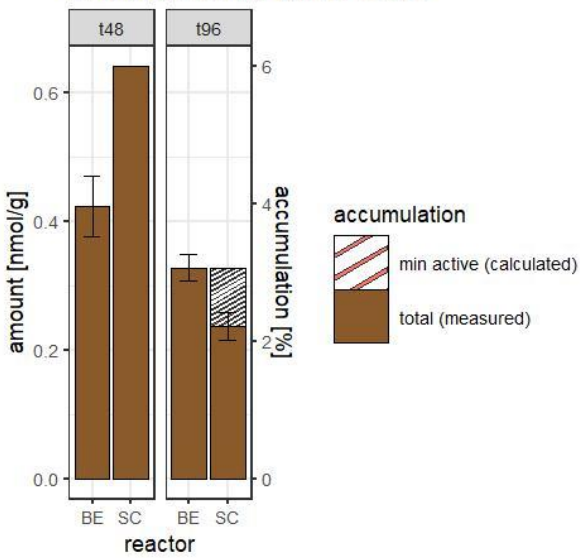 t48 t96
0.6
0.4
0.2
0.0
amount [nmol/g]
6
4
2
0
accumulation [%]
BE SC BE SC
reactor
accumulation
min active (calculated)
total (measured)